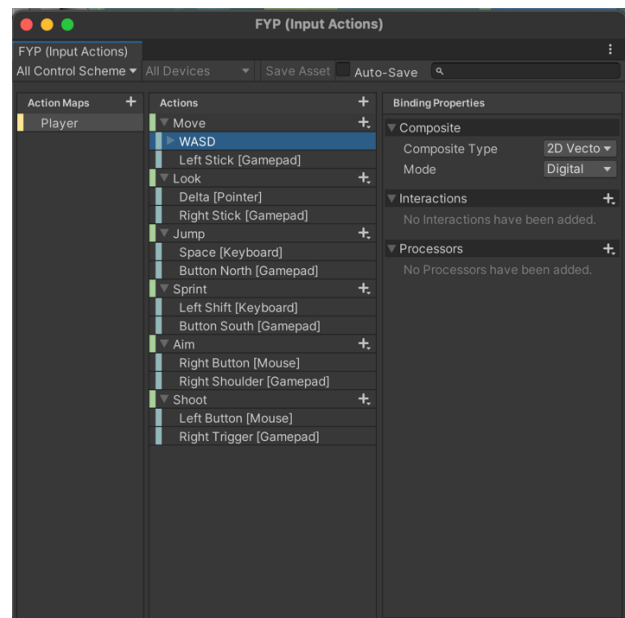 FYP (Input Actions)
FYP (Input Actions)
All Control Scheme All Devices Save Asset Auto-Save
Action Maps +
Player
Actions +
Move +
WASD
Left Stick [Gamepad]
Look +
Delta [Pointer]
Right Stick [Gamepad]
Jump +
Space [Keyboard]
Button North [Gamepad]
Sprint +
Left Shift [Keyboard]
Button South [Gamepad]
Aim +
Right Button [Mouse]
Right Shoulder [Gamepad]
Shoot +
Left Button [Mouse]
Right Trigger [Gamepad]
Binding Properties
Composite
Composite Type 2D Vecto
Mode Digital
Interactions +
No Interactions have been added.
Processors +
No Processors have been added.